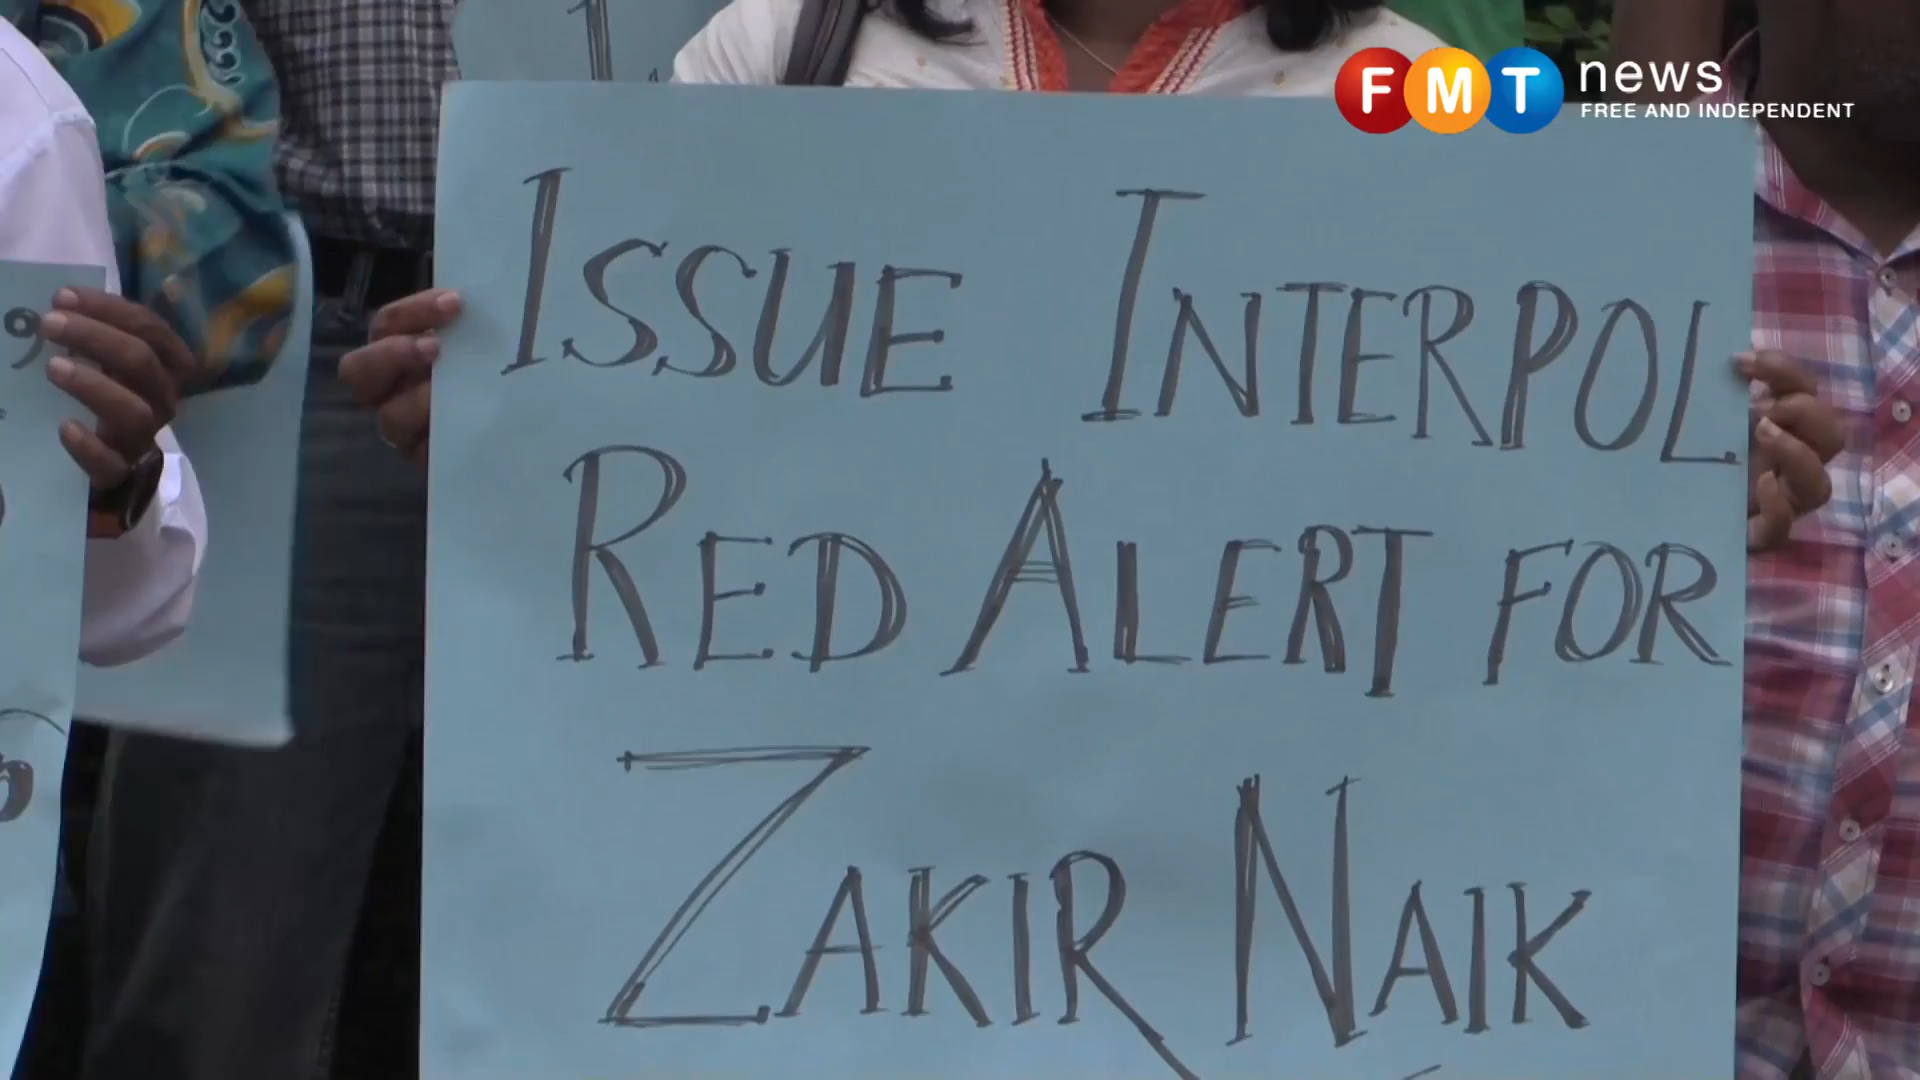 FMT news
FREE AND INDEPENDENT
ISSUE INTERPOL
RED ALERT FOR
ZAKIR NAIK